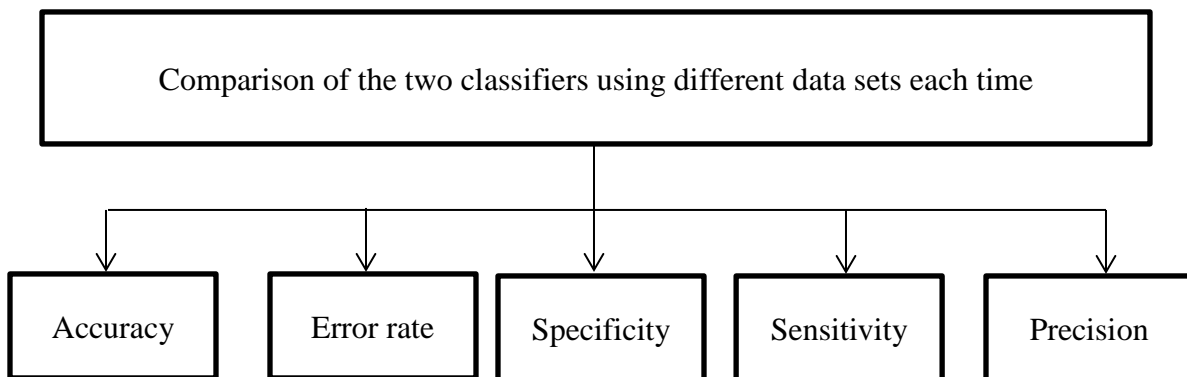 Comparison of the two classifiers using different data sets each time
Accuracy
Error rate
Specificity
Sensitivity
Precision